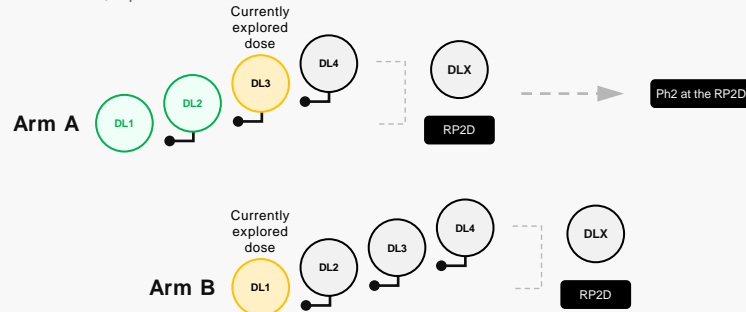 Currently
explored
dose
DL4
DLX
DL3
DL2
DL1
Arm A
RP2D
Ph2 at the RP2D
Currently
explored
dose
DL4
DLX
DL3
DL2
DL1
Arm B
RP2D